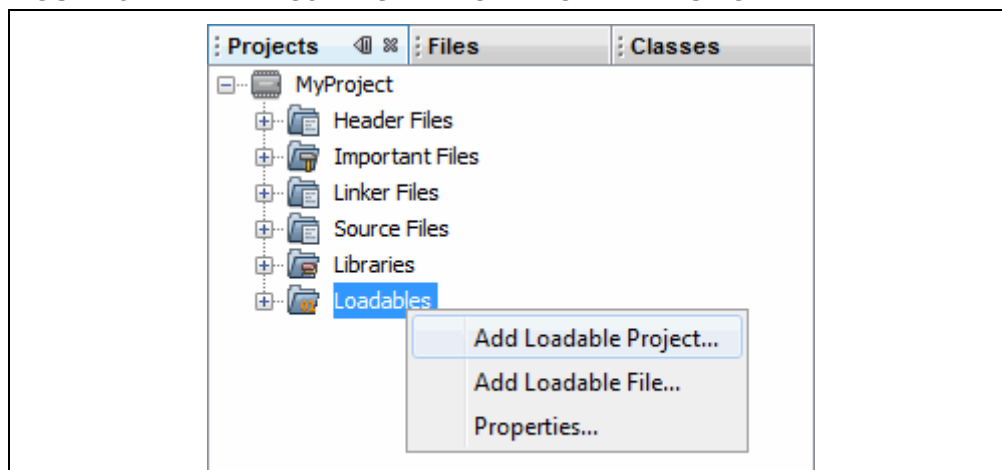 Projects Files Classes
MyProject
Header Files
Important Files
Linker Files
Source Files
Libraries
Loadables
Add Loadable Project...
Add Loadable File...
Properties...